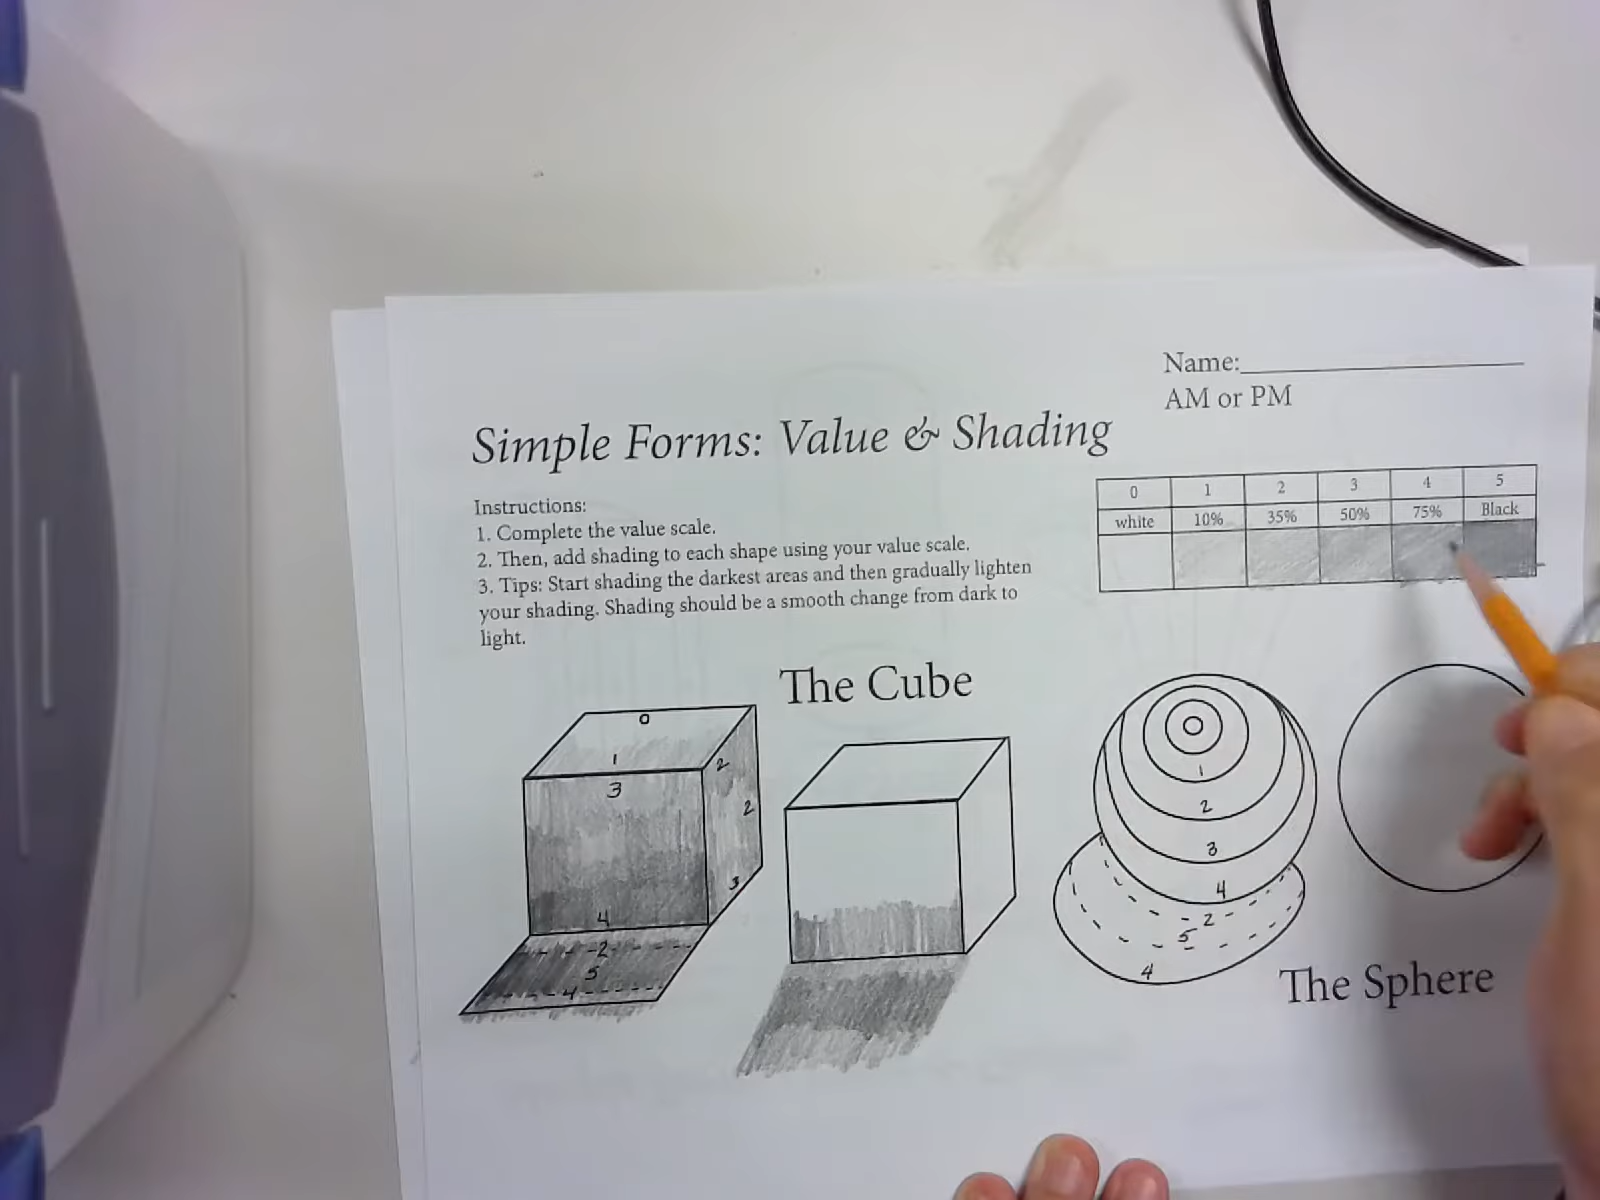 Name:
AM or PM
Simple Forms: Value & Shading
Instructions:
1. Complete the value scale.
2. Then, add shading to each shape using your value scale.
3. Tips: Start shading the darkest areas and then gradually lighten
your shading. Shading should be a smooth change from dark to
light.
0 1 2 3 4 5
white 10% 35% 50% 75% Black
The Cube
0
1
3
2
2
3
4
2
5
4
1
2
3
4
2
5
4
The Sphere